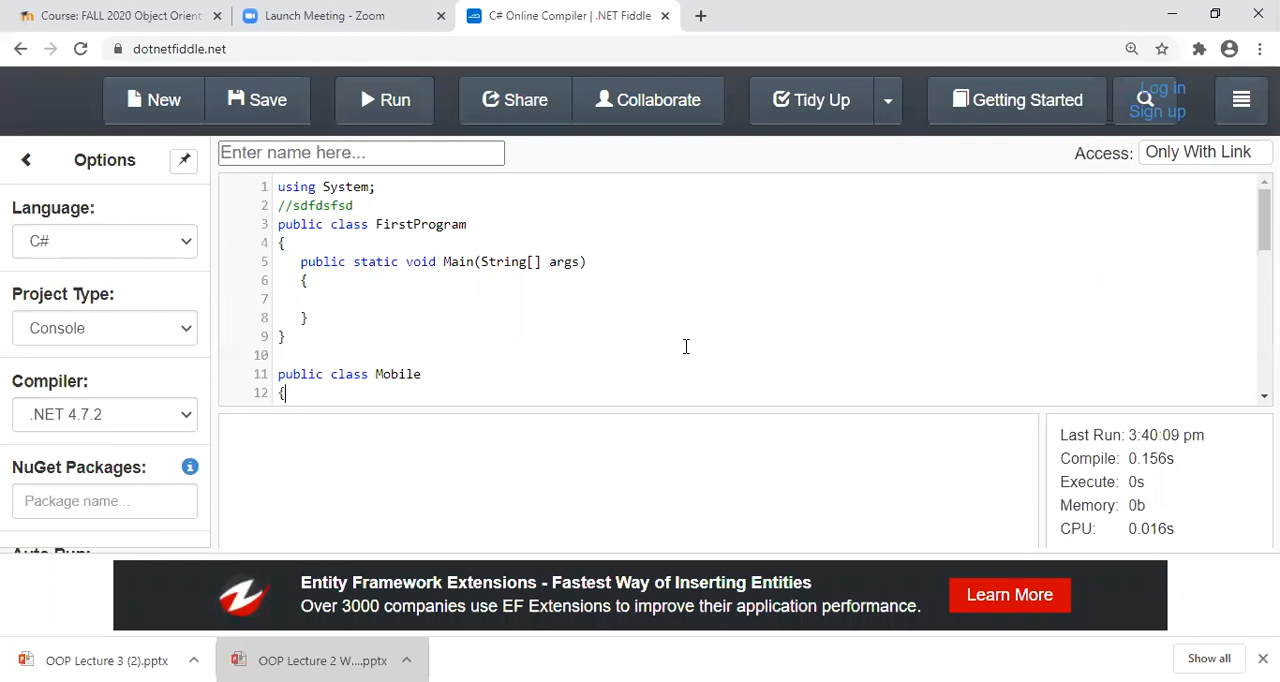 Course: FALL 2020 Object Orient
Launch Meeting - Zoom
C# Online Compiler | .NET Fiddle
dotnetfiddle.net
New
Save
Run
Share
Collaborate
Tidy Up
Getting Started
Log in
Sign up
Options
Enter name here...
Access:
Only With Link
Language:
C#
Project Type:
Console
Compiler:
.NET 4.7.2
NuGet Packages:
Package name...
Auto Run:
1 using System;
2 //sdfdsfsd
3 public class FirstProgram
4 {
5 public static void Main(String[] args)
6 {
7
8 }
9 }
10
11 public class Mobile
12 {
Last Run: 3:40:09 pm
Compile: 0.156s
Execute: 0s
Memory: 0b
CPU: 0.016s
Entity Framework Extensions - Fastest Way of Inserting Entities
Over 3000 companies use EF Extensions to improve their application performance.
Learn More
OOP Lecture 3 (2).pptx
OOP Lecture 2 W....pptx
Show all